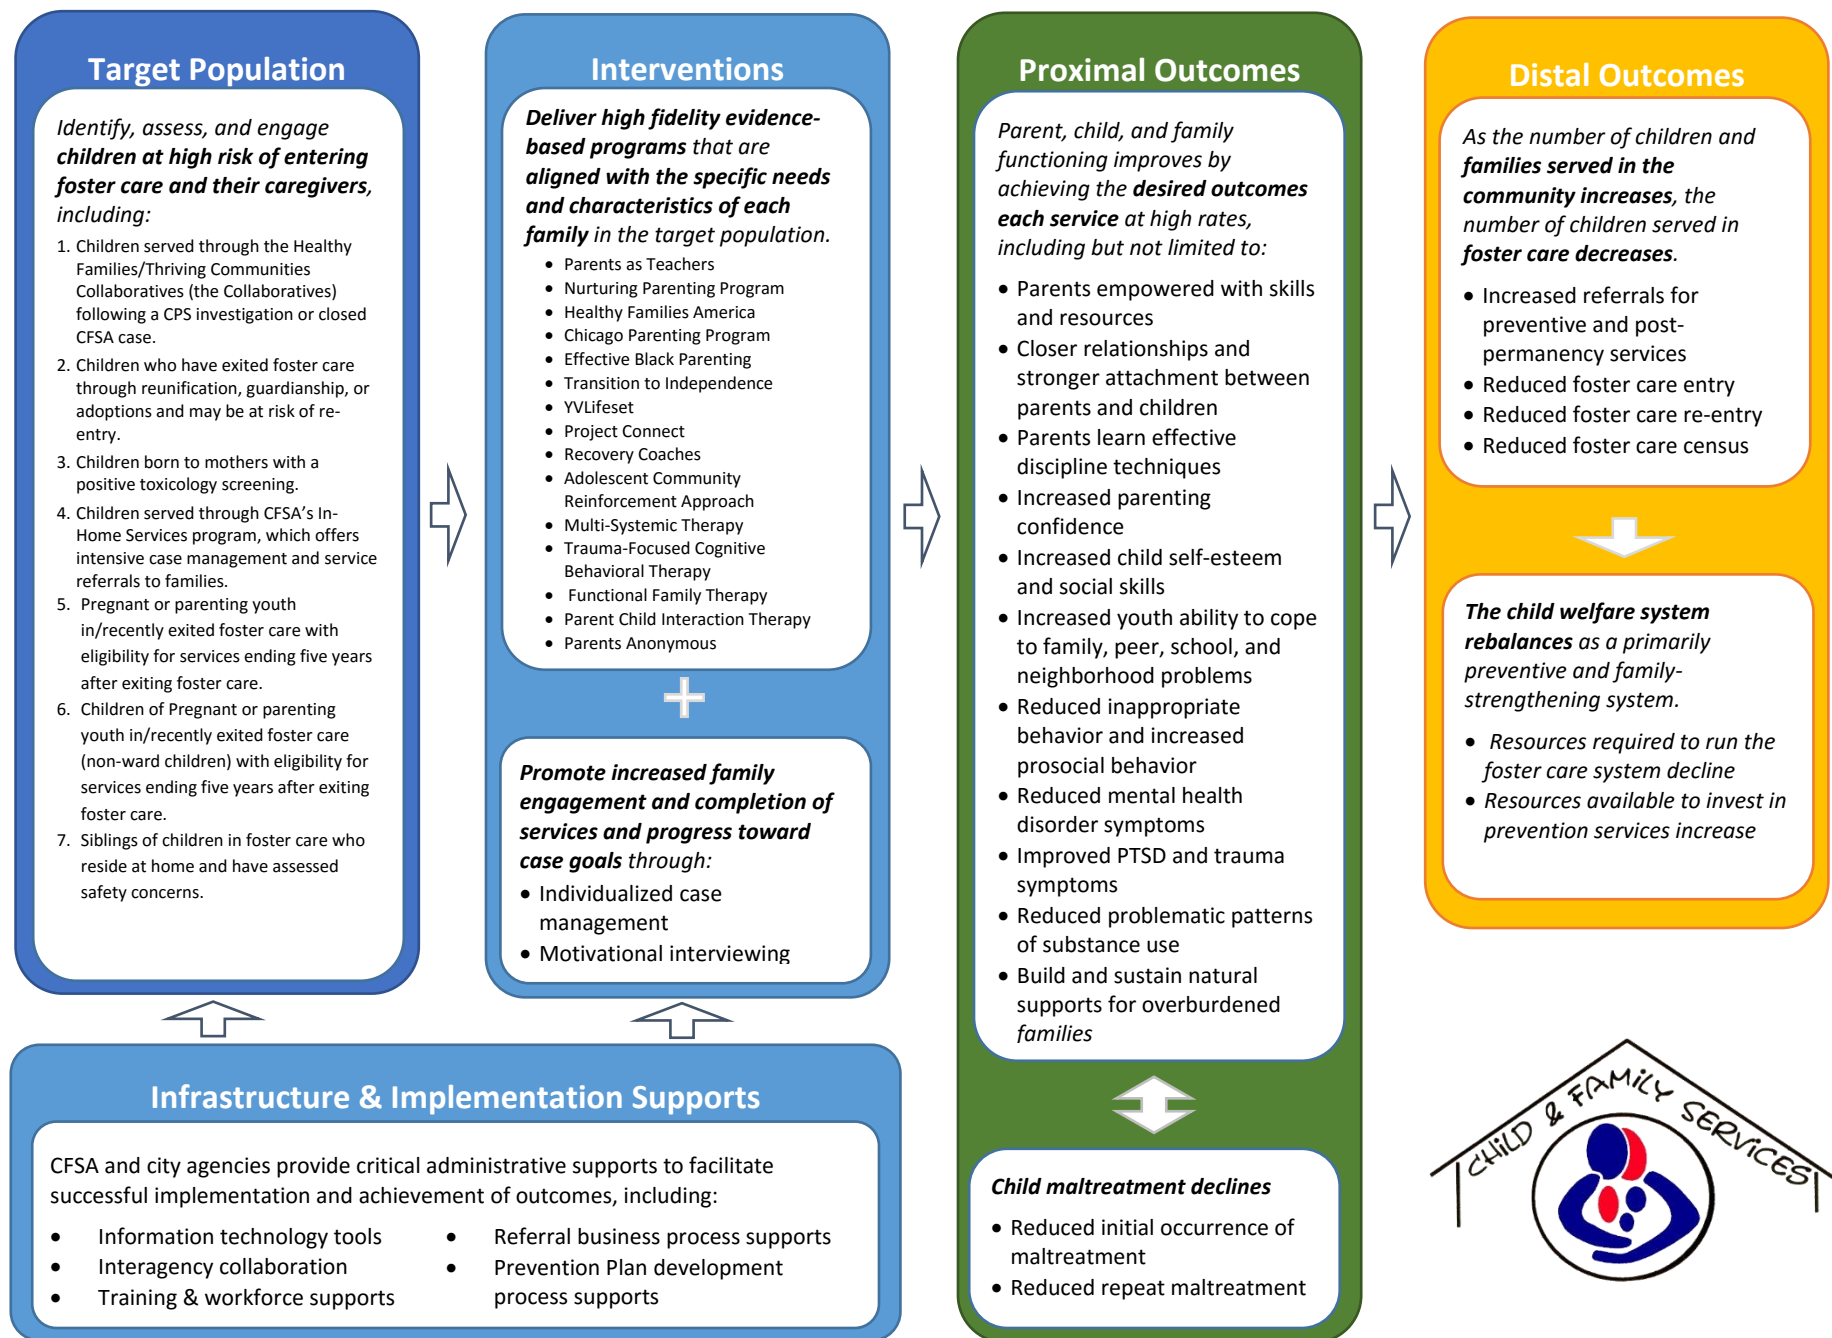 Target Population
Identify, assess, and engage
children at high risk of entering
foster care and their caregivers,
including:
1. Children served through the Healthy
Families/Thriving Communities
Collaboratives (the Collaboratives)
following a CPS investigation or closed
CFSA case.
2. Children who have exited foster care
through reunification, guardianship, or
adoptions and may be at risk of re-
entry.
3. Children born to mothers with a
positive toxicology screening.
4. Children served through CFSA's In-
Home Services program, which offers
intensive case management and service
referrals to families.
5. Pregnant or parenting youth
in/recently exited foster care with
eligibility for services ending five years
after exiting foster care.
6. Children of Pregnant or parenting
youth in/recently exited foster care
(non-ward children) with eligibility for
services ending five years after exiting
foster care.
7. Siblings of children in foster care who
reside at home and have assessed
safety concerns.
Interventions
Deliver high fidelity evidence-
based programs that are
aligned with the specific needs
and characteristics of each
family in the target population.
• Parents as Teachers
• Nurturing Parenting Program
• Healthy Families America
• Chicago Parenting Program
• Effective Black Parenting
• Transition to Independence
• YVLifeset
• Project Connect
• Recovery Coaches
• Adolescent Community
Reinforcement Approach
• Multi-Systemic Therapy
• Trauma-Focused Cognitive
Behavioral Therapy
• Functional Family Therapy
• Parent Child Interaction Therapy
• Parents Anonymous
Promote increased family
engagement and completion of
services and progress toward
case goals through:
• Individualized case
management
• Motivational interviewing
Proximal Outcomes
Parent, child, and family
functioning improves by
achieving the desired outcomes
each service at high rates,
including but not limited to:
• Parents empowered with skills
and resources
• Closer relationships and
stronger attachment between
parents and children
• Parents learn effective
discipline techniques
• Increased parenting
confidence
• Increased child self-esteem
and social skills
• Increased youth ability to cope
to family, peer, school, and
neighborhood problems
• Reduced inappropriate
behavior and increased
prosocial behavior
• Reduced mental health
disorder symptoms
• Improved PTSD and trauma
symptoms
• Reduced problematic patterns
of substance use
• Build and sustain natural
supports for overburdened
families
Child maltreatment declines
• Reduced initial occurrence of
maltreatment
• Reduced repeat maltreatment
Distal Outcomes
As the number of children and
families served in the
community increases, the
number of children served in
foster care decreases.
• Increased referrals for
preventive and post-
permanency services
• Reduced foster care entry
• Reduced foster care re-entry
• Reduced foster care census
The child welfare system
rebalances as a primarily
preventive and family-
strengthening system.
• Resources required to run the
foster care system decline
• Resources available to invest in
prevention services increase
Infrastructure & Implementation Supports
CFSA and city agencies provide critical administrative supports to facilitate
successful implementation and achievement of outcomes, including:
• Information technology tools
• Interagency collaboration
• Training & workforce supports
• Referral business process supports
• Prevention Plan development
process supports
CHiLD & FAMiLY SERViCES